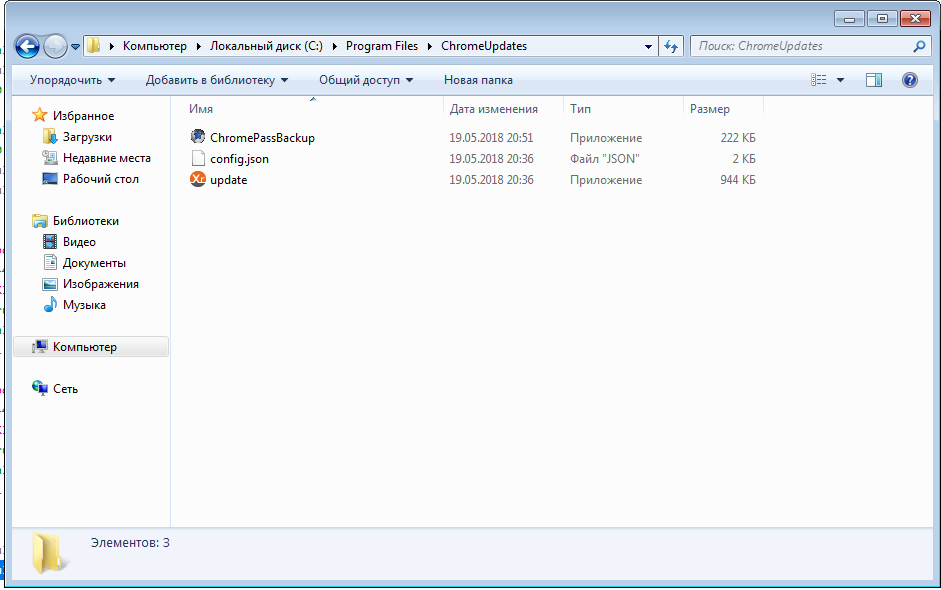 Компьютер Локальный диск (C:) Program Files ChromeUpdates Поиск: ChromeUpdates
Упорядочить Добавить в библиотеку Общий доступ Новая папка
Имя Дата изменения Тип Размер
ChromePassBackup 19.05.2018 20:51 Приложение 222 КБ
config.json 19.05.2018 20:36 Файл "JSON" 2 КБ
Xr update 19.05.2018 20:36 Приложение 944 КБ
Избранное
Загрузки
Недавние места
Рабочий стол
Библиотеки
Видео
Документы
Изображения
Музыка
Компьютер
Сеть
Элементов: 3